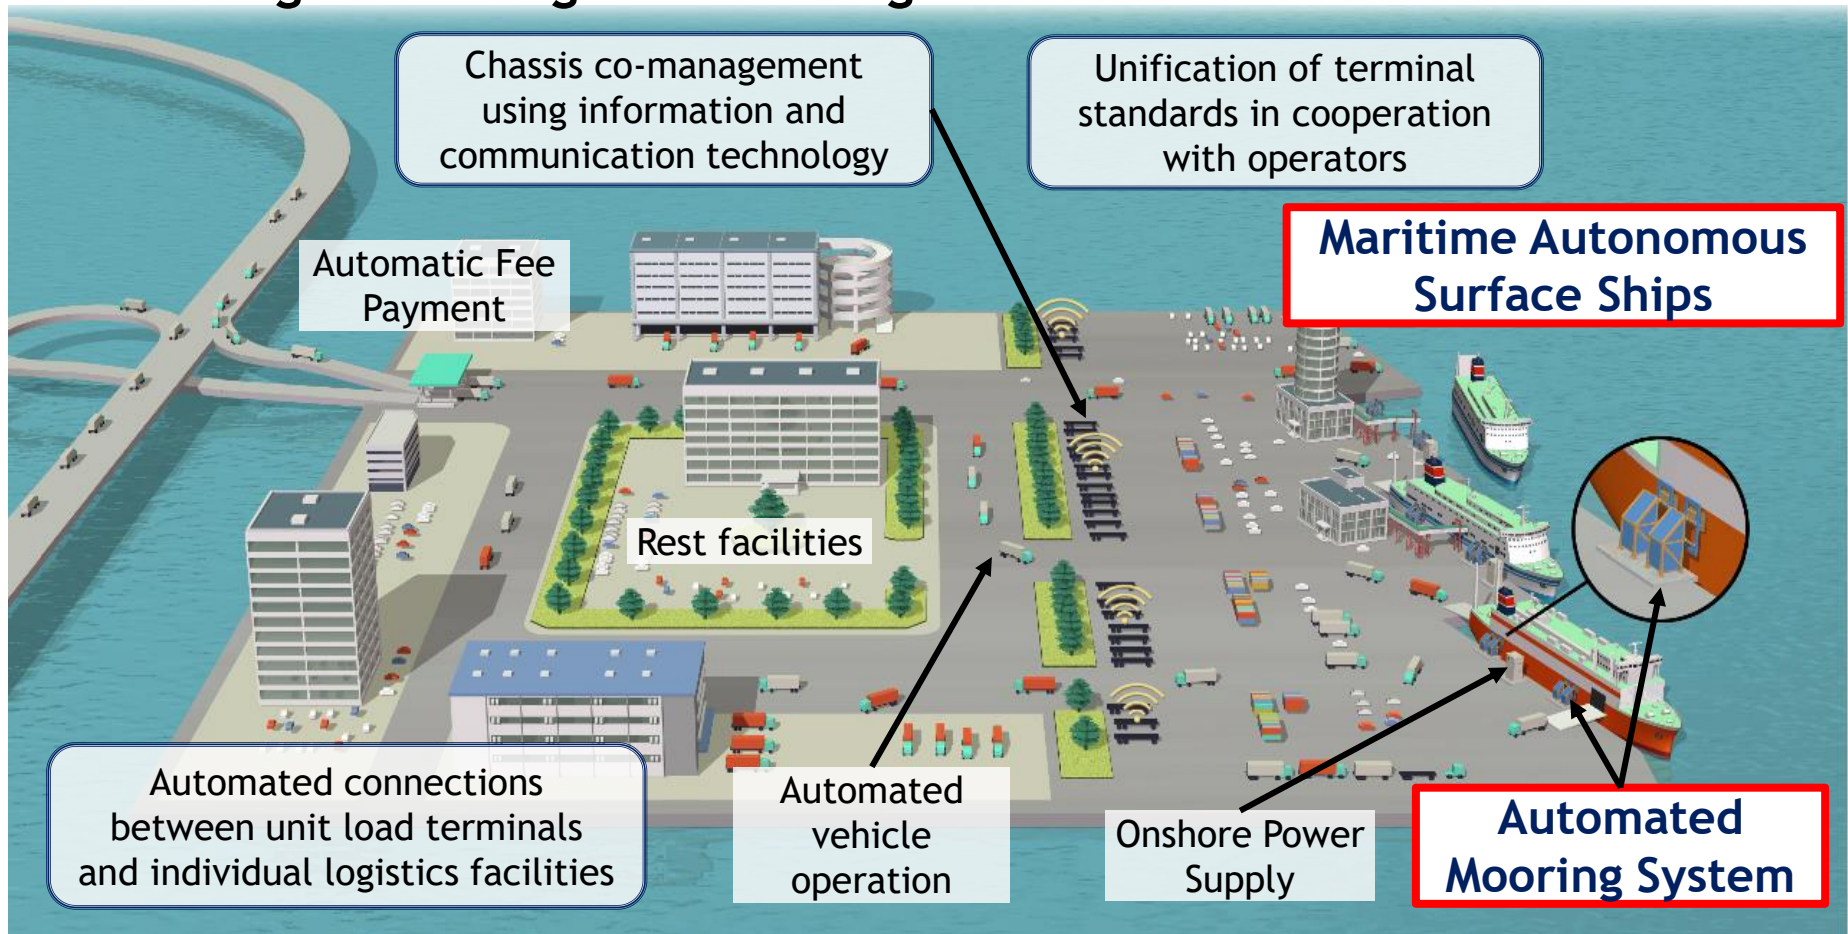 Chassis co-management
using information and
communication technology
Unification of terminal
standards in cooperation
with operators
Maritime Autonomous
Surface Ships
Automatic Fee
Payment
Rest facilities
Automated connections
between unit load terminals
and individual logistics facilities
Automated
vehicle
operation
Onshore Power
Supply
Automated
Mooring System